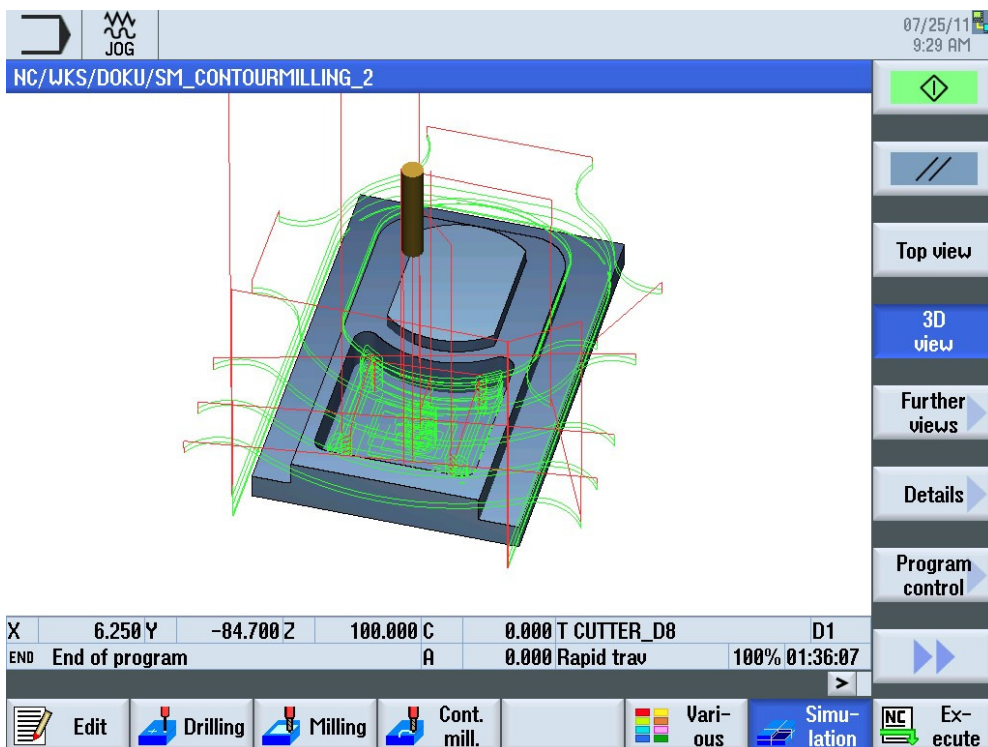 JOG
07/25/11
9:29 AM
NC/WKS/DOKU/SM_CONTOURMILLING_2
Top view
3D
view
Further
views
Details
Program
control
X 6.250 Y -84.700 Z 100.000 C 0.000 T CUTTER_D8 D1
END End of program A 0.000 Rapid trav 100% 01:36:07
>
Edit
Drilling
Milling
Cont.
mill.
Vari-
ous
Simu-
lation
NC
Ex-
ecute